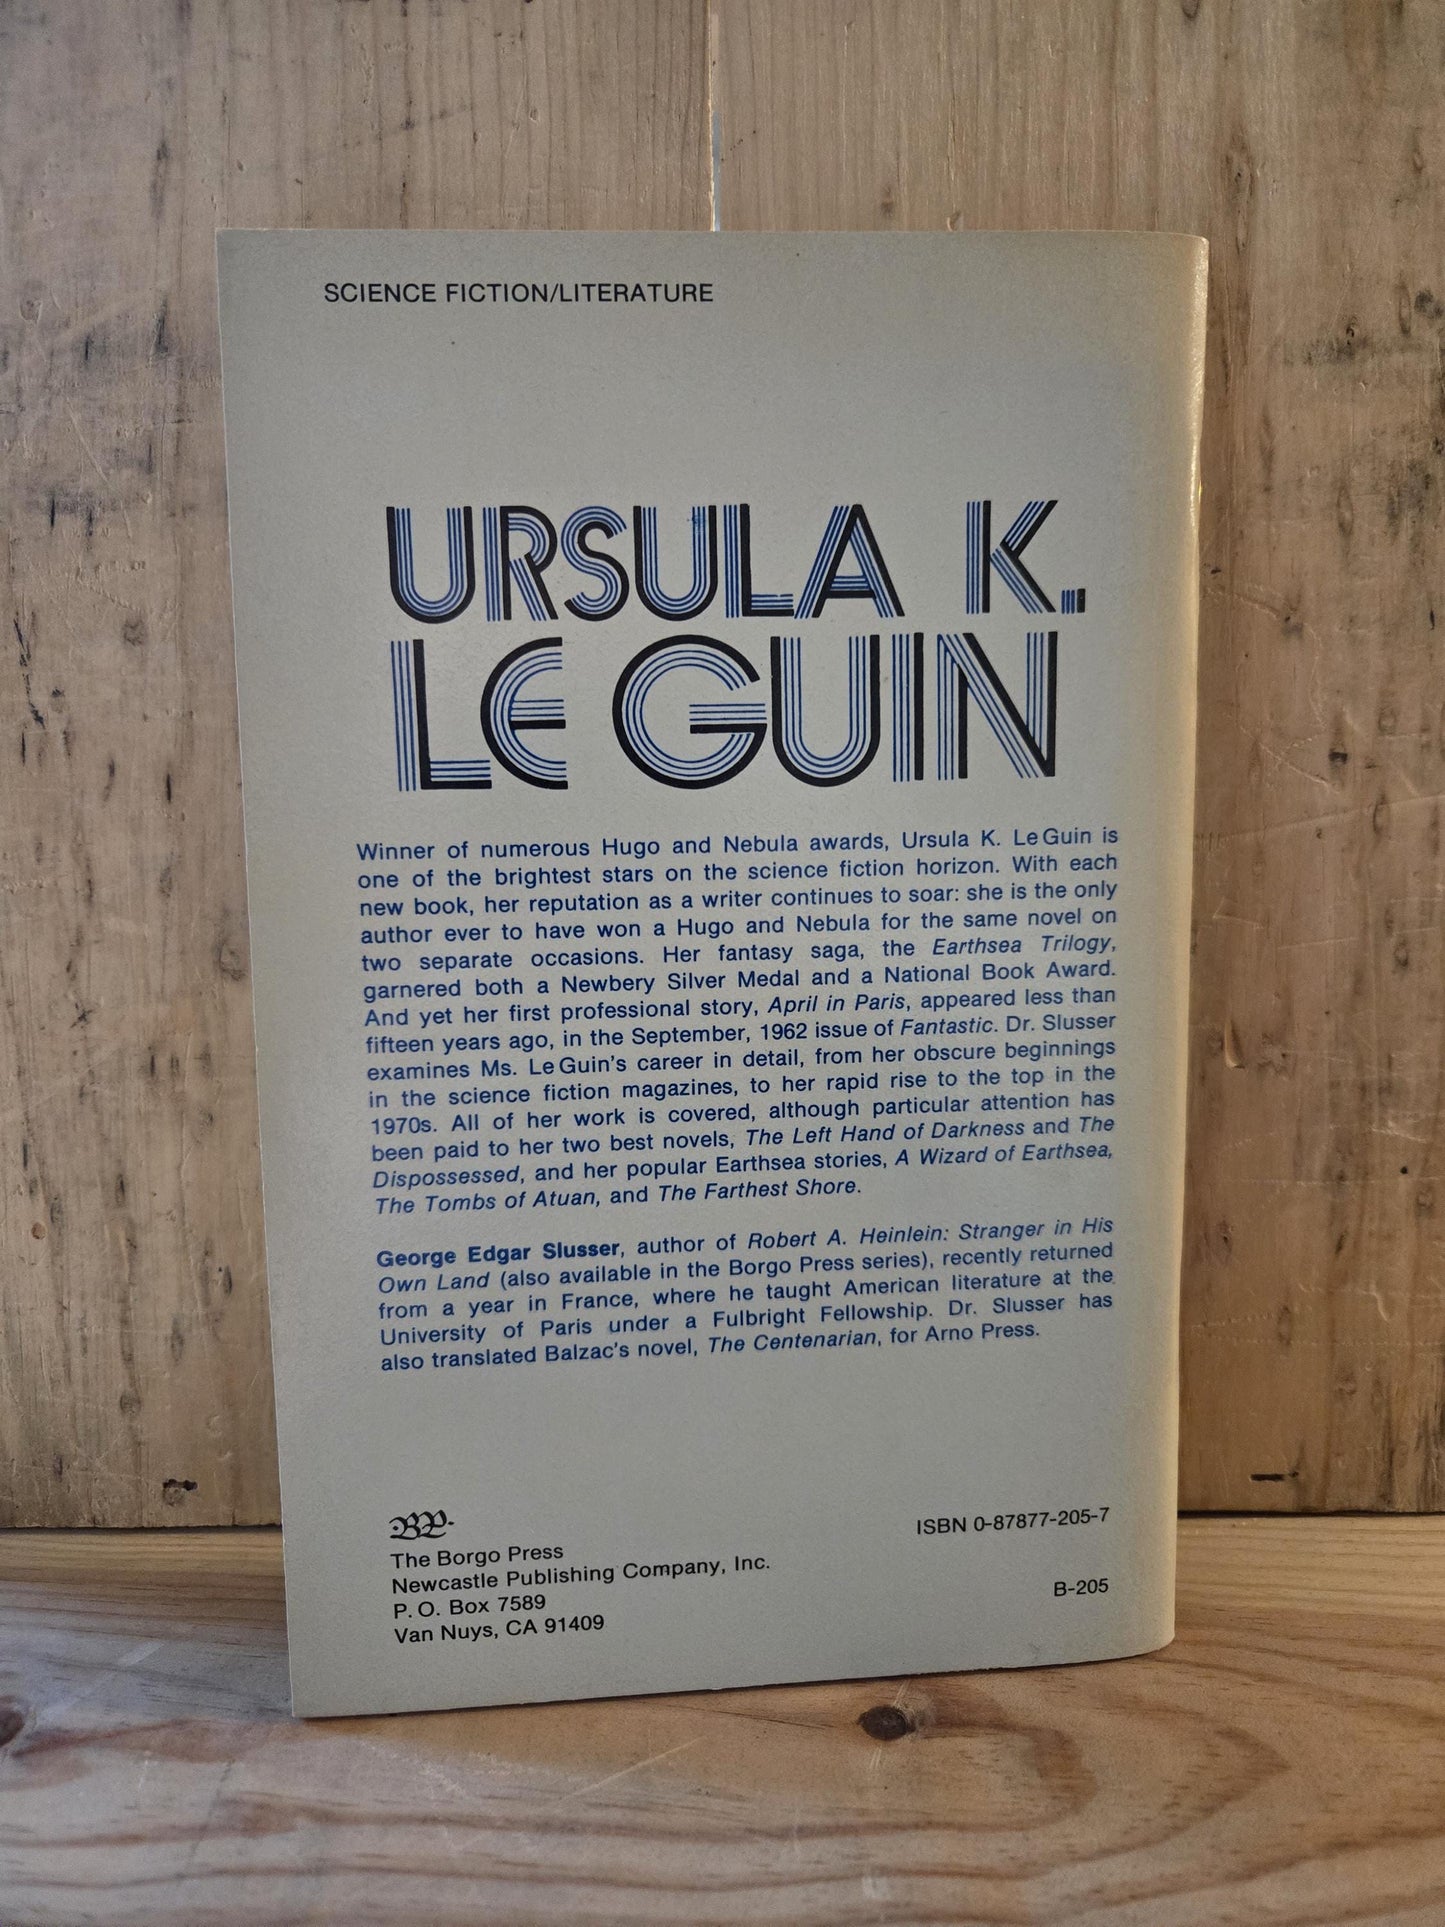 SCIENCE FICTION/LITERATURE
URSULA K.
LE GUIN
Winner of numerous Hugo and Nebula awards, Ursula K. Le Guin is
one of the brightest stars on the science fiction horizon. With each
new book, her reputation as a writer continues to soar: she is the only
author ever to have won a Hugo and Nebula for the same novel on
two separate occasions. Her fantasy saga, the Earthsea Trilogy,
garnered both a Newbery Silver Medal and a National Book Award.
And yet her first professional story, April in Paris, appeared less than
fifteen years ago, in the September, 1962 issue of Fantastic. Dr. Slusser
examines Ms. Le Guin's career in detail, from her obscure beginnings
in the science fiction magazines, to her rapid rise to the top in the
1970s. All of her work is covered, although particular attention has
been paid to her two best novels, The Left Hand of Darkness and The
Dispossessed, and her popular Earthsea stories, A Wizard of Earthsea,
The Tombs of Atuan, and The Farthest Shore.
George Edgar Slusser, author of Robert A. Heinlein: Stranger in His
Own Land (also available in the Borgo Press series), recently returned
from a year in France, where he taught American literature at the
University of Paris under a Fulbright Fellowship. Dr. Slusser has
also translated Balzac's novel, The Centenarian, for Arno Press.
BP
The Borgo Press
Newcastle Publishing Company, Inc.
P. O. Box 7589
Van Nuys, CA 91409
ISBN 0-87877-205-7
B-205